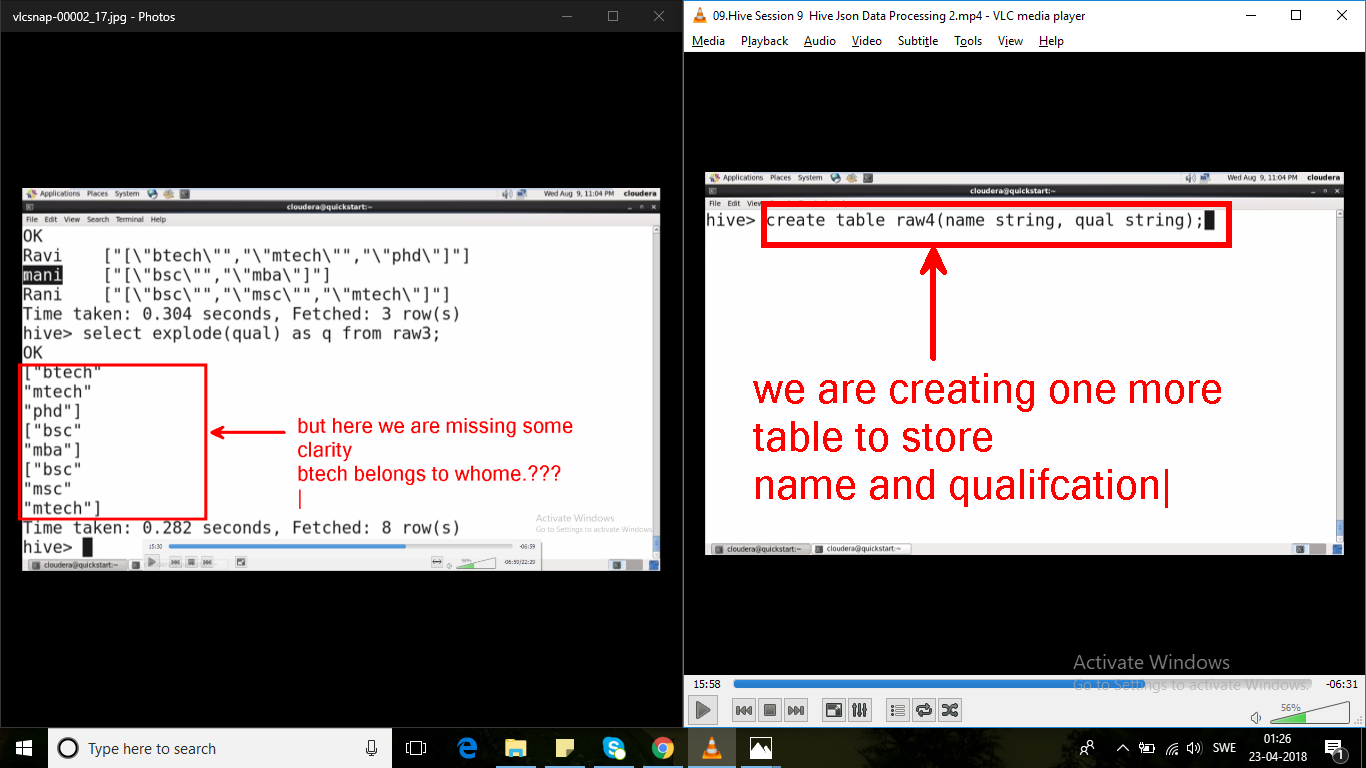 vlcsnap-00002_17.jpg - Photos
Applications Places System Wed Aug 9, 11:04 PM cloudera
cloudera@quickstart:~
File Edit View Search Terminal Help
OK
Ravi ["[\"btech\"","\"mtech\"","\"phd\"]"]
mani ["[\"bsc\"","\"mba\"]"]
Rani ["[\"bsc\"","\"msc\"","\"mtech\"]"]
Time taken: 0.304 seconds, Fetched: 3 row(s)
hive> select explode(qual) as q from raw3;
OK
["btech"
"mtech"
"phd"]
["bsc"
"mba"]
["bsc"
"msc"
"mtech"]
Time taken: 0.282 seconds, Fetched: 8 row(s)
hive>
but here we are missing some
clarity
btech belongs to whome.???
Activate Windows
Go to Settings to activate Windows.
15:30 -06:59
-06:59/22:29
cloudera@quickstart:~
09.Hive Session 9 Hive Json Data Processing 2.mp4 - VLC media player
Media Playback Audio Video Subtitle Tools View Help
Applications Places System Wed Aug 9, 11:04 PM cloudera
cloudera@quickstart:~
File Edit
hive> create table raw4(name string, qual string);
we are creating one more
table to store
name and qualifcation|
cloudera@quickstart:~ cloudera@quickstart:~
Activate Windows
Go to Settings to activate Windows.
15:58 -06:31
56%
Type here to search
SWE
01:26
23-04-2018
1